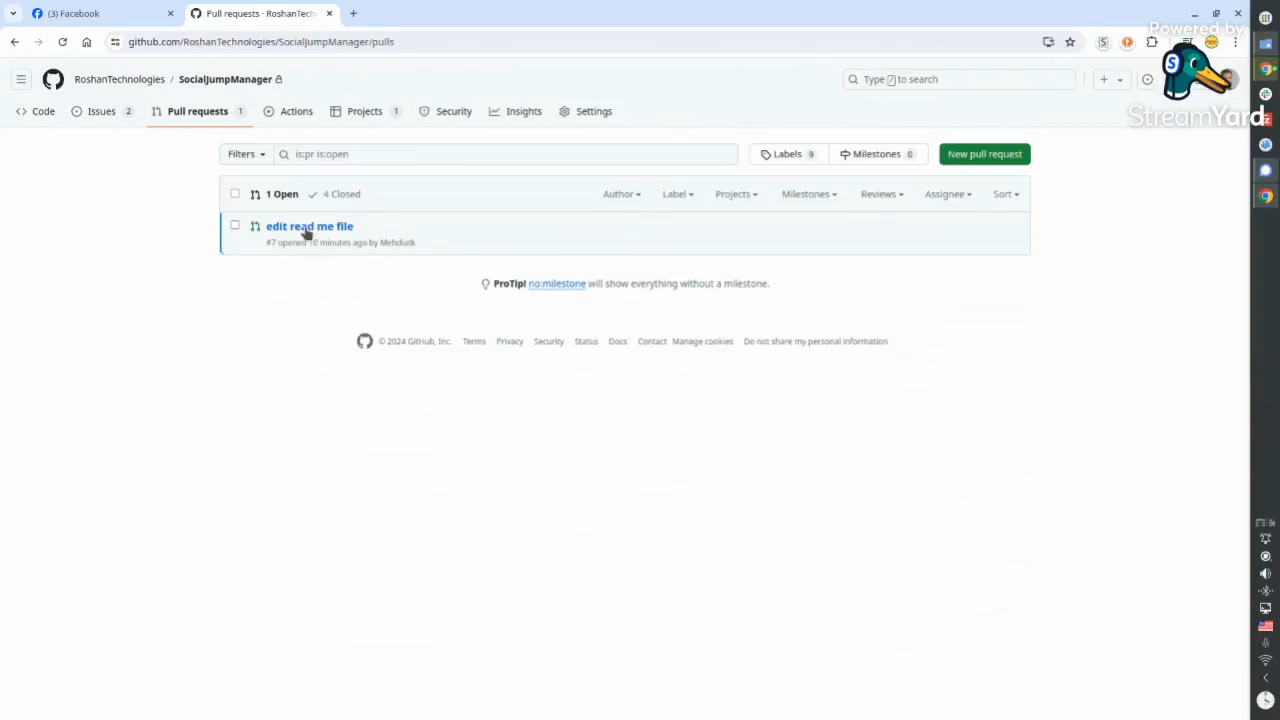 (3) Facebook
Pull requests · RoshanTech
github.com/RoshanTechnologies/SocialJumpManager/pulls
Powered by
StreamYard
RoshanTechnologies / SocialJumpManager
Type / to search
Code
Issues 2
Pull requests 1
Actions
Projects 1
Security
Insights
Settings
Filters
is:pr is:open
Labels 9
Milestones 0
New pull request
1 Open
4 Closed
Author
Label
Projects
Milestones
Reviews
Assignee
Sort
edit read me file
#7 opened 10 minutes ago by Mehdiatk
ProTip! no:milestone will show everything without a milestone.
© 2024 GitHub, Inc.
Terms
Privacy
Security
Status
Docs
Contact
Manage cookies
Do not share my personal information